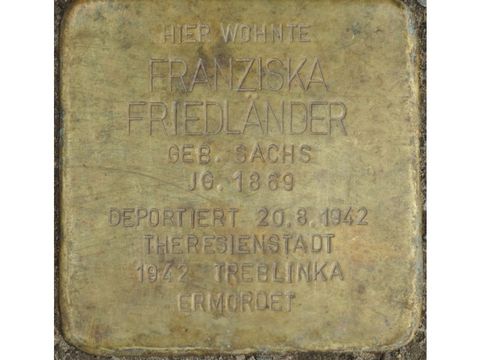 HIER WOHNTE
FRANZISKA
FRIEDLÄNDER
GEB. SACHS
JG. 1869
DEPORTIERT 20.8.1942
THERESIENSTADT
1942 TREBLINKA
ERMORDET